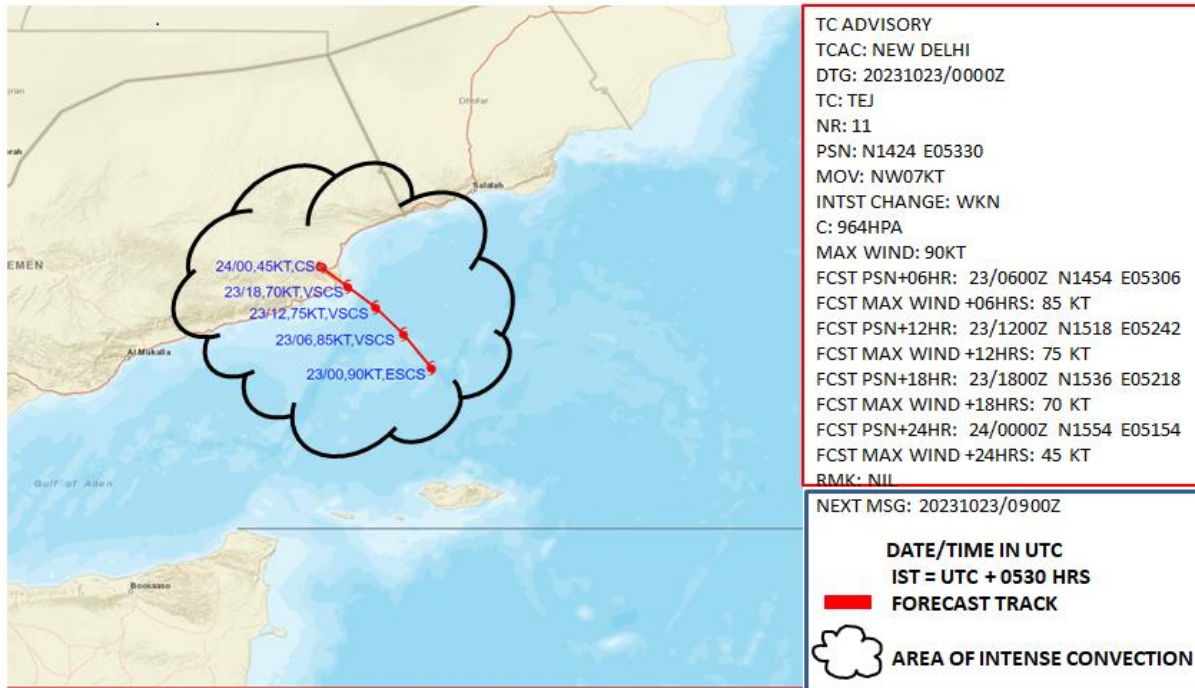 Dhofar
Salalah
EMEN
24/00,45KT,CS
23/18,70KT,VSCS
23/12,75KT,VSCS
23/06,85KT,VSCS
Al Mukalla
23/00,90KT,ESCS
Gulf of Aden
Boosaaso
TC ADVISORY
TCAC: NEW DELHI
DTG: 20231023/0000Z
TC: TEJ
NR: 11
PSN: N1424 E05330
MOV: NW07KT
INTST CHANGE: WKN
C: 964HPA
MAX WIND: 90KT
FCST PSN+06HR: 23/0600Z N1454 E05306
FCST MAX WIND +06HRS: 85 KT
FCST PSN+12HR: 23/1200Z N1518 E05242
FCST MAX WIND +12HRS: 75 KT
FCST PSN+18HR: 23/1800Z N1536 E05218
FCST MAX WIND +18HRS: 70 KT
FCST PSN+24HR: 24/0000Z N1554 E05154
FCST MAX WIND +24HRS: 45 KT
RMK: NIL
NEXT MSG: 20231023/0900Z
DATE/TIME IN UTC
IST = UTC + 0530 HRS
FORECAST TRACK
AREA OF INTENSE CONVECTION